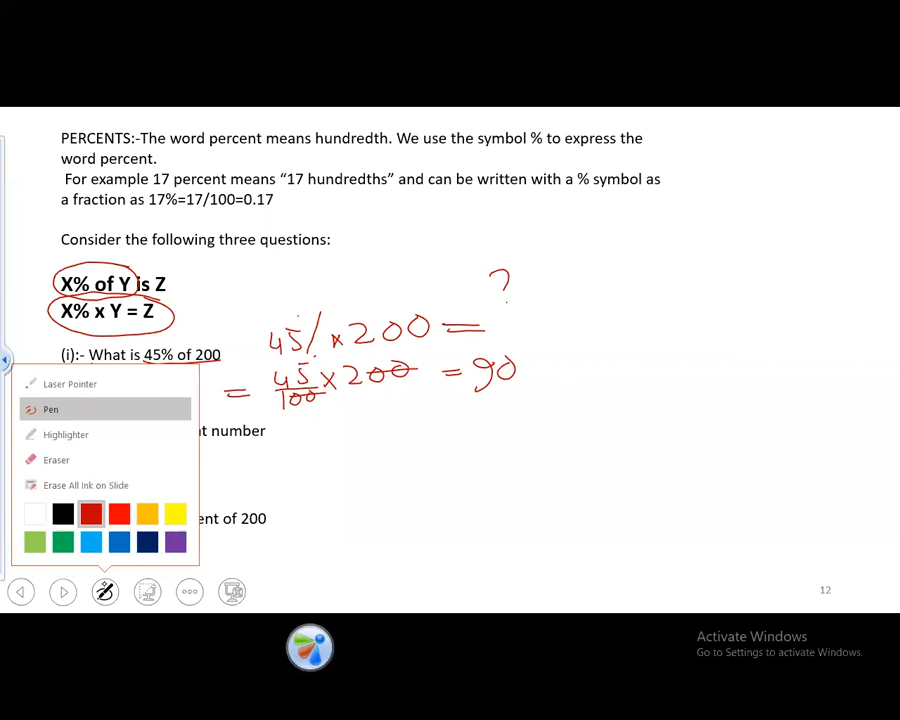 PERCENTS:-The word percent means hundredth. We use the symbol % to express the
word percent.
For example 17 percent means “17 hundredths” and can be written with a % symbol as
a fraction as 17%=17/100=0.17
Consider the following three questions:
X% of Y is Z
?
X% x Y = Z
45% × 200 =
(i):- What is 45% of 200
= 45/100 × 200 = 90
Laser Pointer
Pen
nt number
Highlighter
Eraser
Erase All Ink on Slide
ent of 200
12
Activate Windows
Go to Settings to activate Windows.